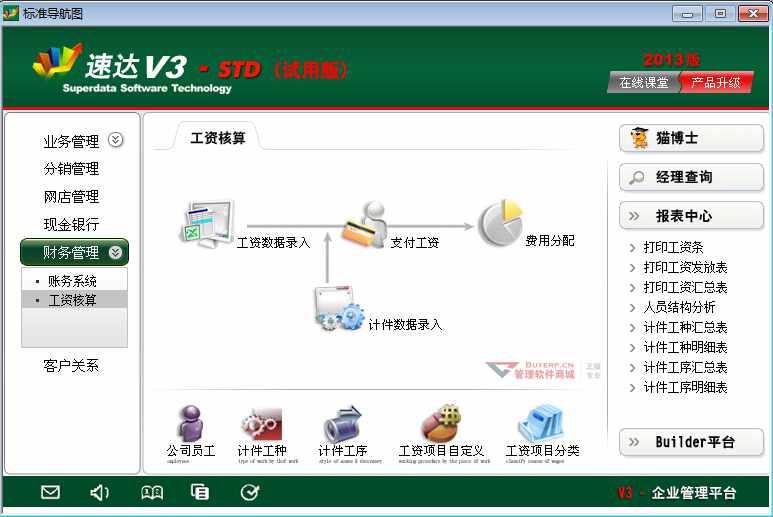 标准导航图
速达 V3 - STD (试用版)
Superdata Software Technology
2013版
在线课堂 产品升级
业务管理
分销管理
网店管理
现金银行
财务管理
账务系统
工资核算
客户关系
工资核算
工资数据录入
支付工资
费用分配
计件数据录入
BUYERP.CN
管理软件商城
正版
专业
公司员工
employees
计件工种
type of work by thef work
计件工序
工资项目自定义
working procedure by the piece of work
工资项目分类
classify course of wages
猫博士
经理查询
报表中心
打印工资条
打印工资发放表
打印工资汇总表
人员结构分析
计件工种汇总表
计件工种明细表
计件工序汇总表
计件工序明细表
Builder平台
V3 - 企业管理平台